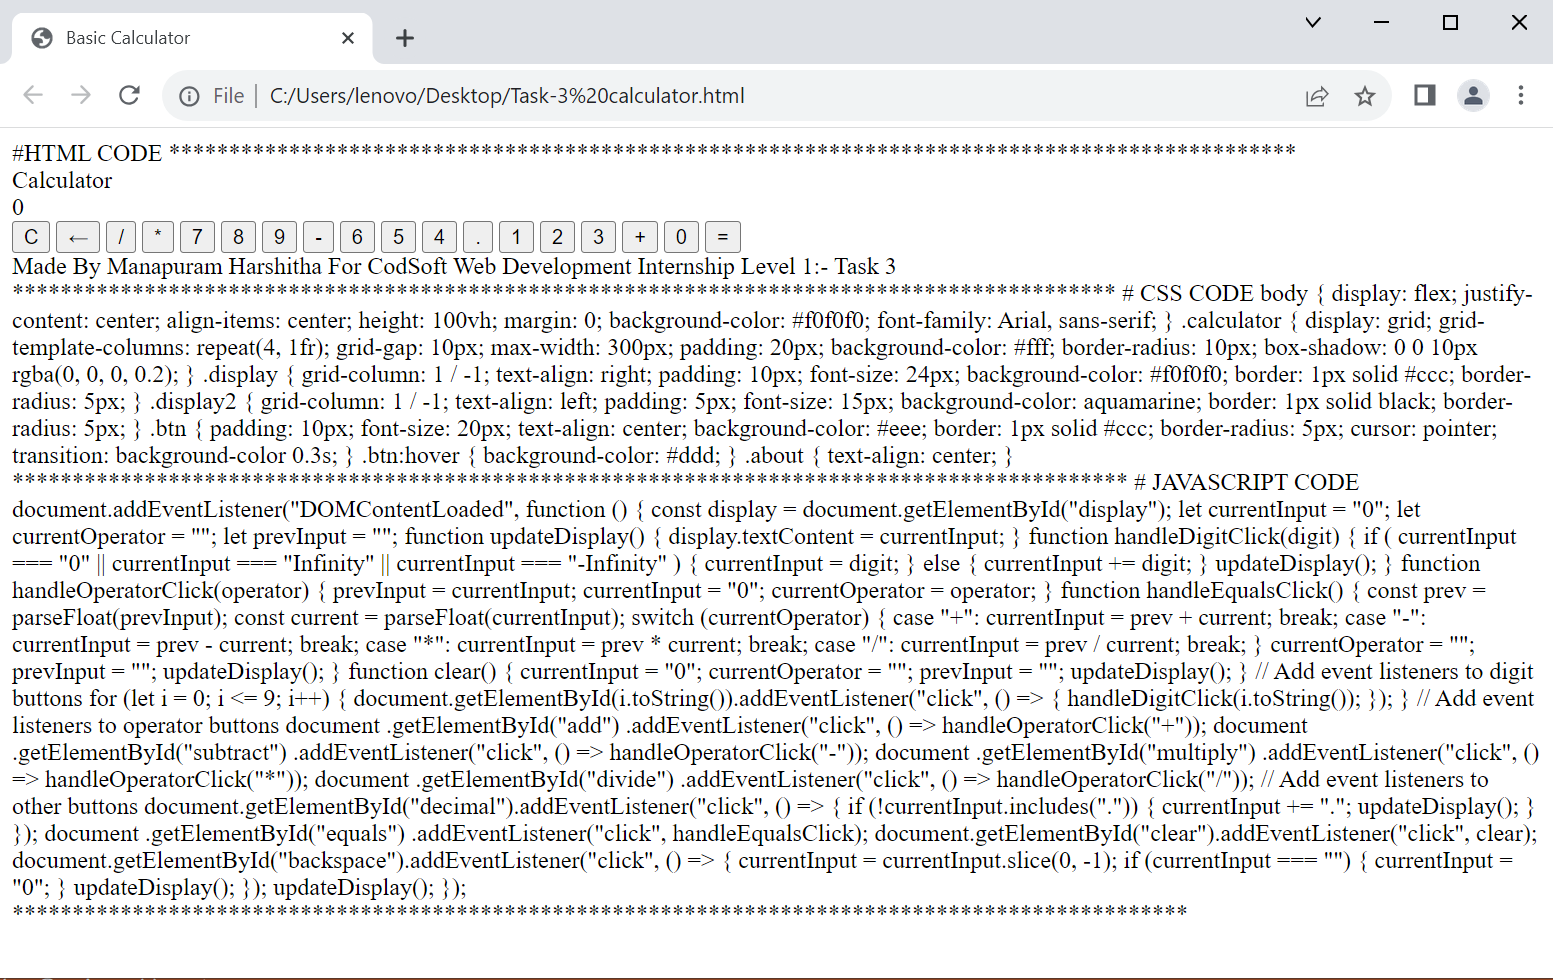 Basic Calculator
File C:/Users/lenovo/Desktop/Task-3%20calculator.html
#HTML CODE **********************************************************************************************
Calculator
0
C ← / * 7 8 9 - 6 5 4 . 1 2 3 + 0 =
Made By Manapuram Harshitha For CodSoft Web Development Internship Level 1:- Task 3
******************************************************************************************** # CSS CODE body { display: flex; justify-
content: center; align-items: center; height: 100vh; margin: 0; background-color: #f0f0f0; font-family: Arial, sans-serif; } .calculator { display: grid; grid-
template-columns: repeat(4, 1fr); grid-gap: 10px; max-width: 300px; padding: 20px; background-color: #fff; border-radius: 10px; box-shadow: 0 0 10px
rgba(0, 0, 0, 0.2); } .display { grid-column: 1 / -1; text-align: right; padding: 10px; font-size: 24px; background-color: #f0f0f0; border: 1px solid #ccc; border-
radius: 5px; } .display2 { grid-column: 1 / -1; text-align: left; padding: 5px; font-size: 15px; background-color: aquamarine; border: 1px solid black; border-
radius: 5px; } .btn { padding: 10px; font-size: 20px; text-align: center; background-color: #eee; border: 1px solid #ccc; border-radius: 5px; cursor: pointer;
transition: background-color 0.3s; } .btn:hover { background-color: #ddd; } .about { text-align: center; }
********************************************************************************************* # JAVASCRIPT CODE
document.addEventListener("DOMContentLoaded", function () { const display = document.getElementById("display"); let currentInput = "0"; let
currentOperator = ""; let prevInput = ""; function updateDisplay() { display.textContent = currentInput; } function handleDigitClick(digit) { if ( currentInput
=== "0" || currentInput === "Infinity" || currentInput === "-Infinity" ) { currentInput = digit; } else { currentInput += digit; } updateDisplay(); } function
handleOperatorClick(operator) { prevInput = currentInput; currentInput = "0"; currentOperator = operator; } function handleEqualsClick() { const prev =
parseFloat(prevInput); const current = parseFloat(currentInput); switch (currentOperator) { case "+": currentInput = prev + current; break; case "-":
currentInput = prev - current; break; case "*": currentInput = prev * current; break; case "/": currentInput = prev / current; break; } currentOperator = "";
prevInput = ""; updateDisplay(); } function clear() { currentInput = "0"; currentOperator = ""; prevInput = ""; updateDisplay(); } // Add event listeners to digit
buttons for (let i = 0; i <= 9; i++) { document.getElementById(i.toString()).addEventListener("click", () => { handleDigitClick(i.toString()); }); } // Add event
listeners to operator buttons document .getElementById("add") .addEventListener("click", () => handleOperatorClick("+")); document
.getElementById("subtract") .addEventListener("click", () => handleOperatorClick("-")); document .getElementById("multiply") .addEventListener("click", ()
=> handleOperatorClick("*")); document .getElementById("divide") .addEventListener("click", () => handleOperatorClick("/")); // Add event listeners to
other buttons document.getElementById("decimal").addEventListener("click", () => { if (!currentInput.includes(".")) { currentInput += "."; updateDisplay(); }
}); document .getElementById("equals") .addEventListener("click", handleEqualsClick); document.getElementById("clear").addEventListener("click", clear);
document.getElementById("backspace").addEventListener("click", () => { currentInput = currentInput.slice(0, -1); if (currentInput === "") { currentInput =
"0"; } updateDisplay(); }); updateDisplay(); });
**************************************************************************************************